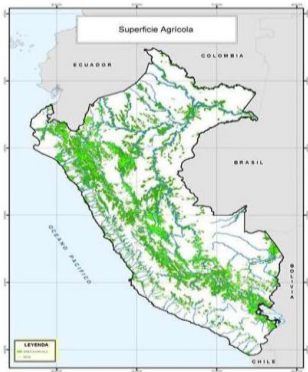 Superficie Agrícola
COLOMBIA
ECUADOR
BRASIL
OCEANO PACIFICO
BOLIVIA
LEYENDA
CHILE